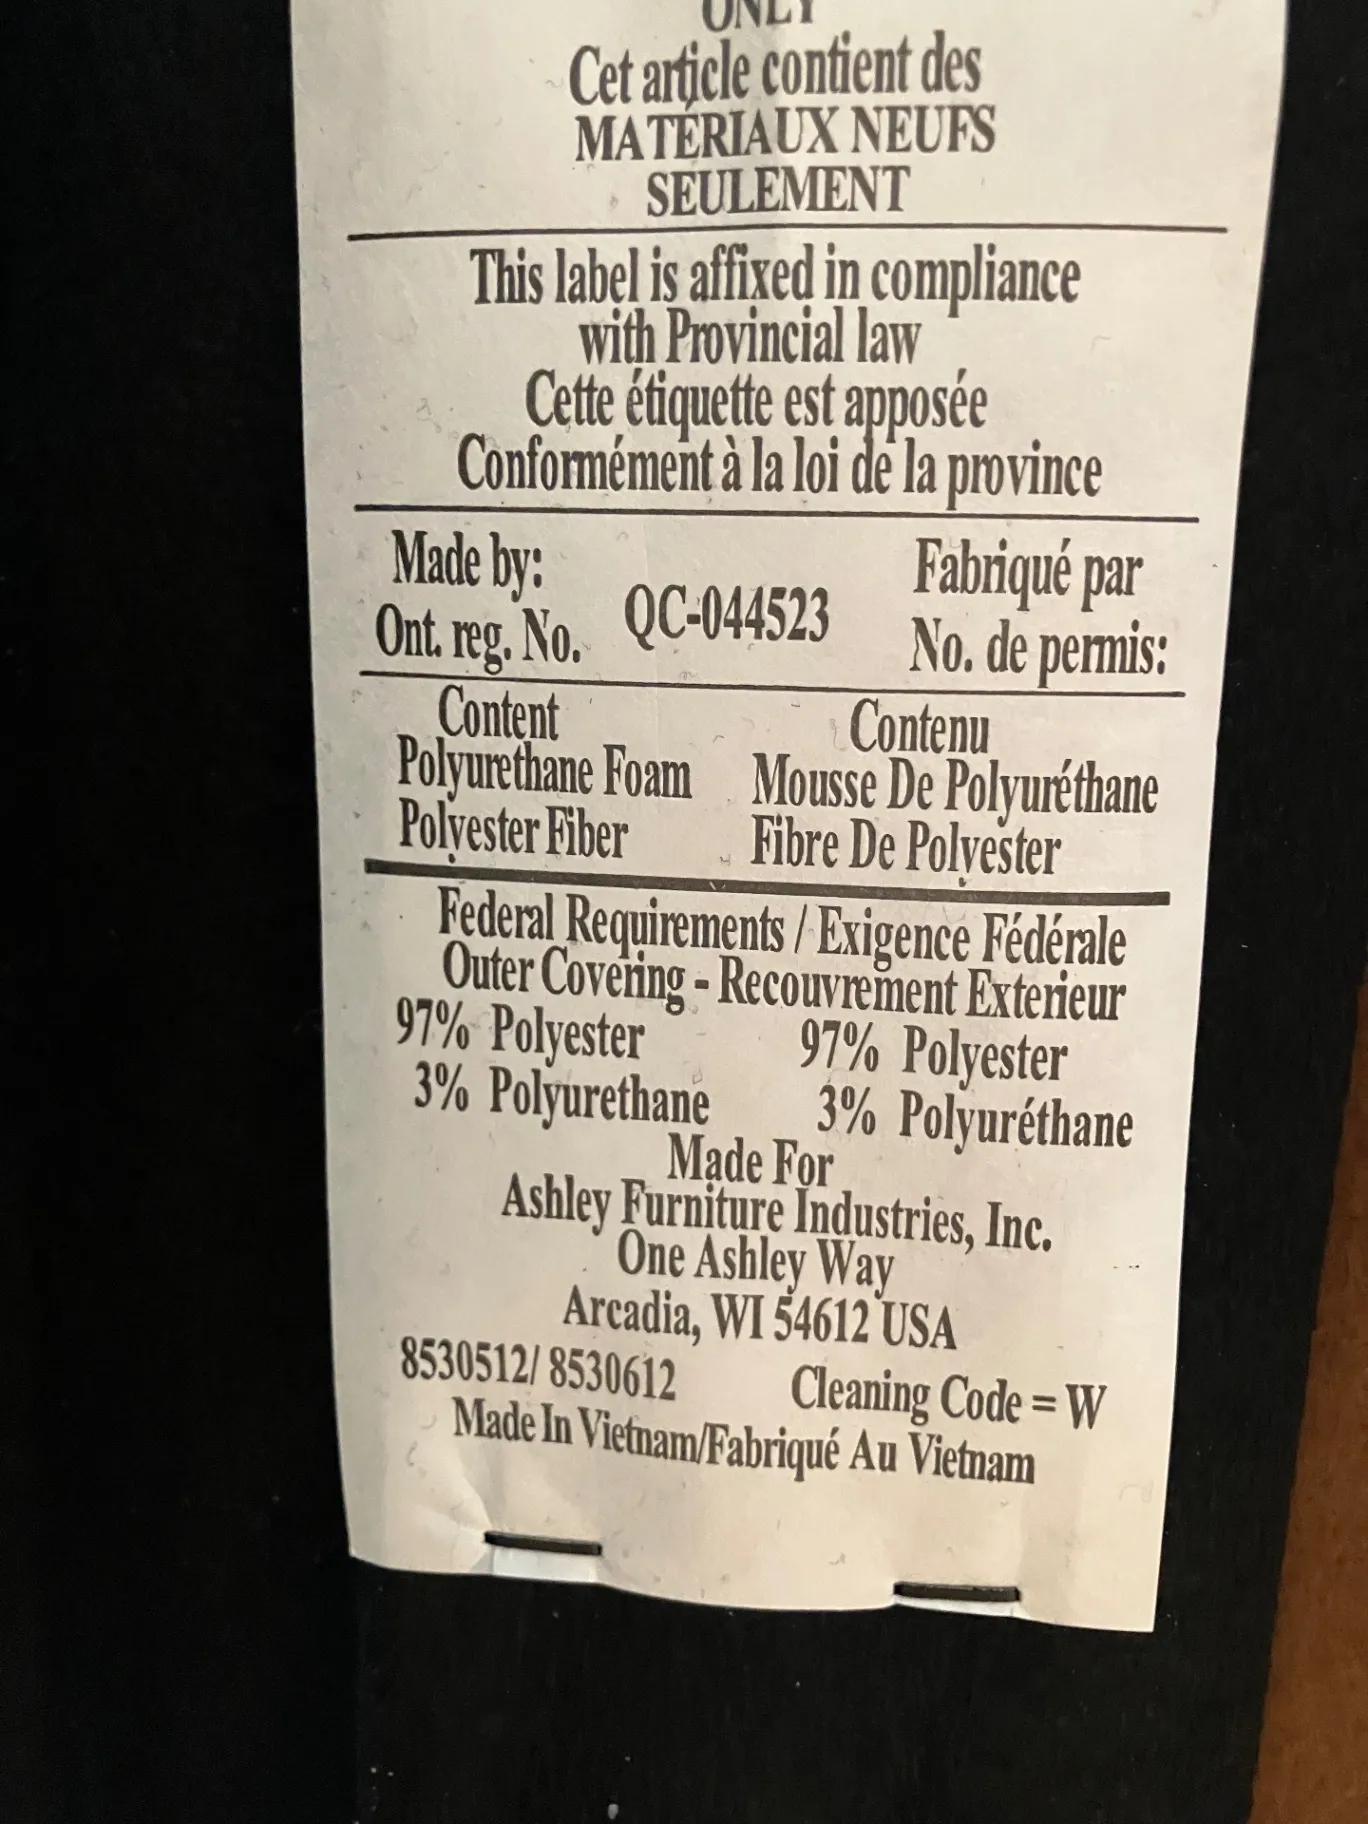 ONLY
Cet article contient des
MATÉRIAUX NEUFS
SEULEMENT
This label is affixed in compliance
with Provincial law
Cette étiquette est apposée
Conformément à la loi de la province
Made by:
Ont. reg. No.
QC-044523
Fabriqué par
No. de permis:
Content
Contenu
Polyurethane Foam
Mousse De Polyuréthane
Polyester Fiber
Fibre De Polyester
Federal Requirements / Exigence Fédérale
Outer Covering - Recouvrement Exterieur
97% Polyester
97% Polyester
3% Polyurethane
3% Polyuréthane
Made For
Ashley Furniture Industries, Inc.
One Ashley Way
Arcadia, WI 54612 USA
8530512/ 8530612
Cleaning Code = W
Made In Vietnam/Fabriqué Au Vietnam